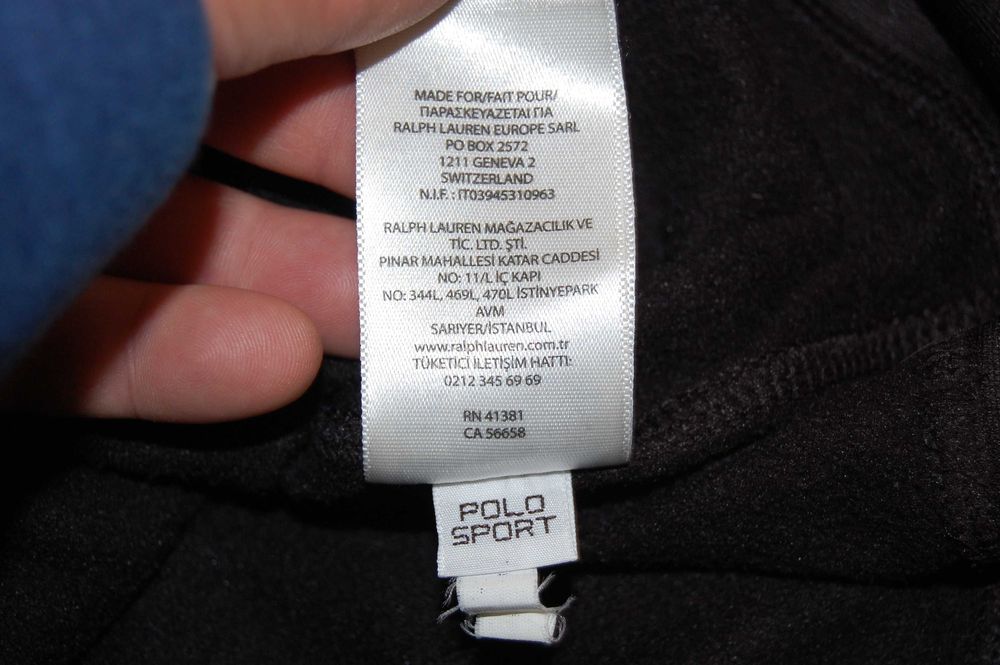 MADE FOR/FAIT POUR/
ΠΑΡΑΣΚΕΥΑΖΕΤΑΙ ΓΙΑ
RALPH LAUREN EUROPE SARL
PO BOX 2572
1211 GENEVA 2
SWITZERLAND
N.I.F. : IT03945310963
RALPH LAUREN MAĞAZACILIK VE
TİC. LTD. ŞTİ.
PINAR MAHALLESİ KATAR CADDESİ
NO: 11/L İÇ KAPI
NO: 344L, 469L, 470L İSTİNYEPARK
AVM
SARIYER/İSTANBUL
www.ralphlauren.com.tr
TÜKETİCİ İLETİŞİM HATTI:
0212 345 69 69
RN 41381
CA 56658
POLO
SPORT